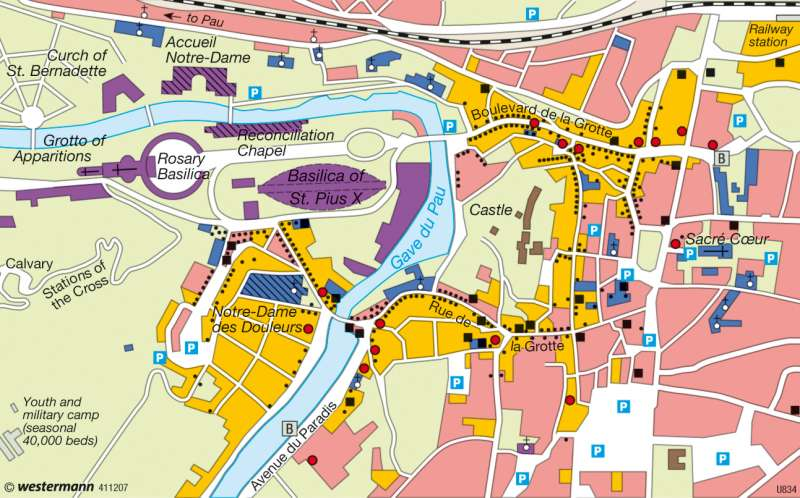 to Pau
Railway
station
Curch of
St. Bernadette
Accueil
Notre-Dame
P
P
P
P
Boulevard de la Grotte
Reconciliation
Chapel
Grotto of
Apparitions
Rosary
Basilica
Basilica of
St. Pius X
B
Castle
Gave du Pau
P
Sacré Cœur
P
P
Calvary
Stations of
the Cross
P
Notre-Dame
des Douleurs
Rue de
la Grotte
P
P
P
P
P
P
P
P
Youth and
military camp
(seasonal
40,000 beds)
B
Avenue du Paradis
© westermann 411207
U834